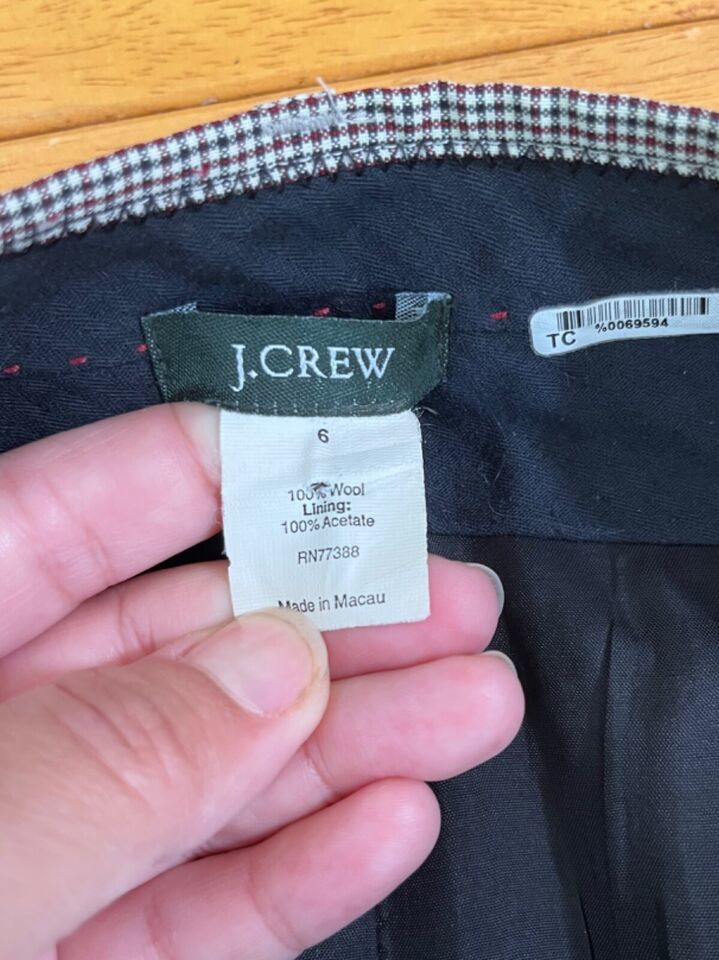 J.CREW
TC %0069594
6
100% Wool
Lining:
100% Acetate
RN77388
Made in Macau